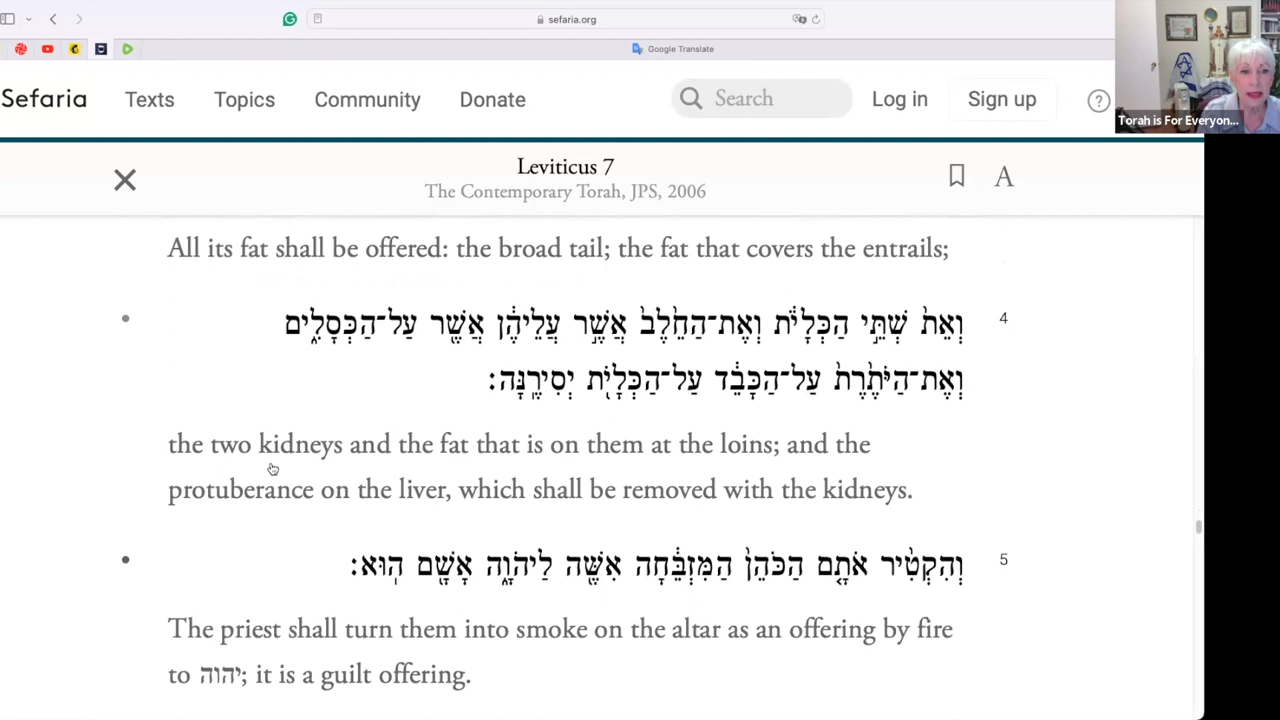 sefaria.org
Google Translate
Sefaria Texts Topics Community Donate Search Log in Sign up ?
Torah is For Everyon...
Leviticus 7
The Contemporary Torah, JPS, 2006
A
All its fat shall be offered: the broad tail; the fat that covers the entrails;
4
וְאֵת֙ שְׁתֵּ֣י הַכְּלָיֹ֔ת וְאֶת־הַחֵ֙לֶב֙ אֲשֶׁ֣ר עֲלֵיהֶ֔ן אֲשֶׁ֖ר עַל־הַכְּסָלִ֑ים
וְאֶת־הַיֹּתֶ֙רֶת֙ עַל־הַכָּבֵ֔ד עַל־הַכְּלָיֹ֖ת יְסִירֶֽנָּה׃
the two kidneys and the fat that is on them at the loins; and the
protuberance on the liver, which shall be removed with the kidneys.
5
וְהִקְטִ֨יר אֹתָ֤ם הַכֹּהֵן֙ הַמִּזְבֵּ֔חָה אִשֶּׁ֖ה לַיהֹוָ֑ה אָשָׁ֖ם הֽוּא׃
The priest shall turn them into smoke on the altar as an offering by fire
to יהוה; it is a guilt offering.